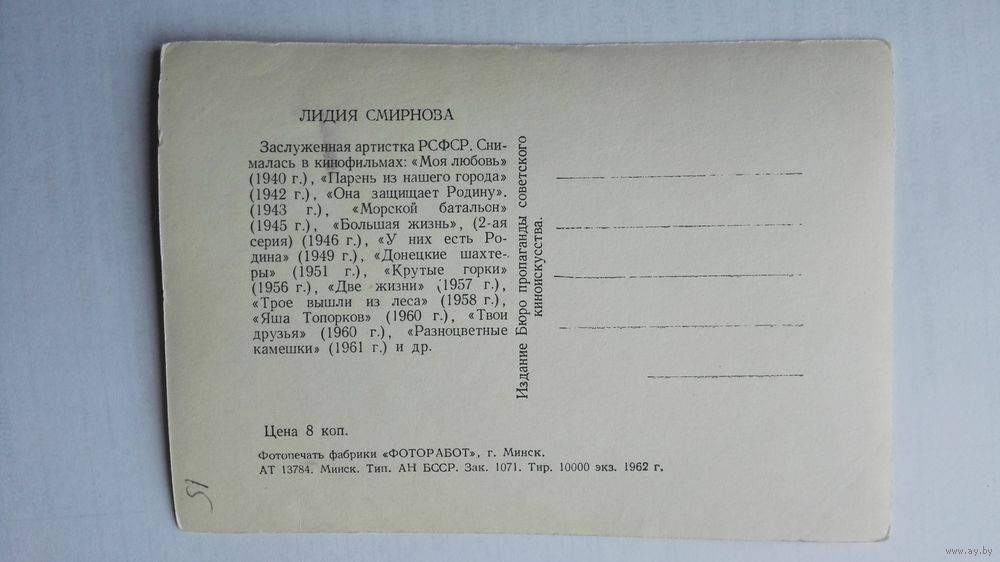 ЛИДИЯ СМИРНОВА
Заслуженная артистка РСФСР. Сни-
малась в кинофильмах: «Моя любовь»
(1940 г.), «Парень из нашего города»
(1942 г.), «Она защищает Родину».
(1943 г.), «Морской батальон»
(1945 г.), «Большая жизнь», (2-ая
серия) (1946 г.), «У них есть Ро-
дина» (1949 г.), «Донецкие шахте-
ры» (1951 г.), «Крутые горки»
(1956 г.), «Две жизни» (1957 г.),
«Трое вышли из леса» (1958 г.),
«Яша Топорков» (1960 г.), «Твои
друзья» (1960 г.), «Разноцветные
камешки» (1961 г.) и др.
Цена 8 коп.
Фотопечать фабрики «ФОТОРАБОТ», г. Минск.
АТ 13784. Минск. Тип. АН БССР. Зак. 1071. Тир. 10000 экз. 1962 г.
Издание Бюро пропаганды советского
киноискусства.
51
www.ay.by